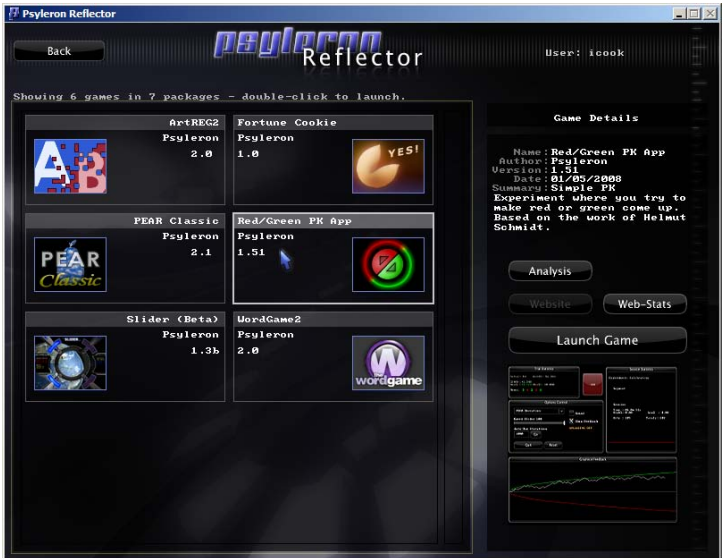 Psyleron Reflector
Back
psyleron
Reflector
User: icook
Showing 6 games in 7 packages - double-click to launch.
ArtREG2
Psyleron
2.0
AB
Fortune Cookie
Psyleron
1.0
YES!
PEAR Classic
Psyleron
2.1
PEAR
Classic
Red/Green PK App
Psyleron
1.51
Slider (Beta)
Psyleron
1.3b
WordGame2
Psyleron
2.0
W
wordgame
Game Details
Name: Red/Green PK App
Author: Psyleron
Version: 1.51
Date: 01/05/2008
Summary: Simple PK
Experiment where you try to
make red or green come up.
Based on the work of Helmut
Schmidt.
Analysis
Website
Web-Stats
Launch Game